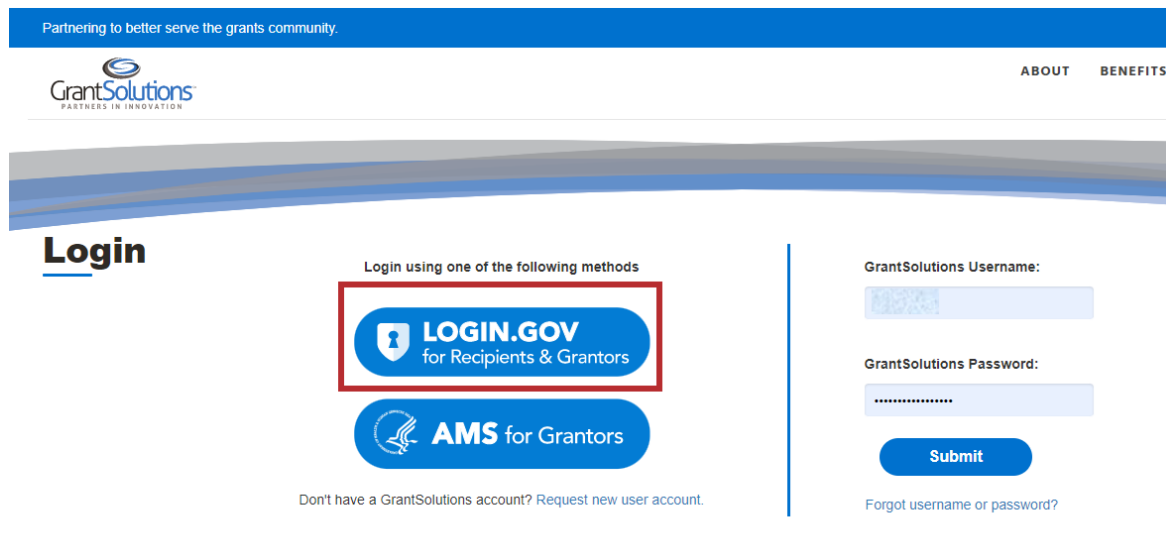 Partnering to better serve the grants community.
GrantSolutions
PARTNERS IN INNOVATION
ABOUT BENEFITS
Login
Login using one of the following methods
LOGIN.GOV
for Recipients & Grantors
AMS for Grantors
Don't have a GrantSolutions account? Request new user account.
GrantSolutions Username:
GrantSolutions Password:
................
Submit
Forgot username or password?